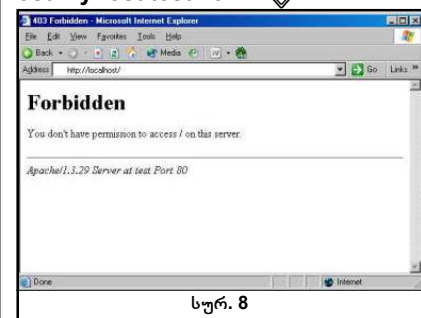 403 Forbidden - Microsoft Internet Explorer
File Edit View Favorites Tools Help
Back Media
Address http://localhost/ Go Links »
Forbidden
You don't have permission to access / on this server.
Apache/1.3.29 Server at test Port 80
Done Internet
სურ. 8